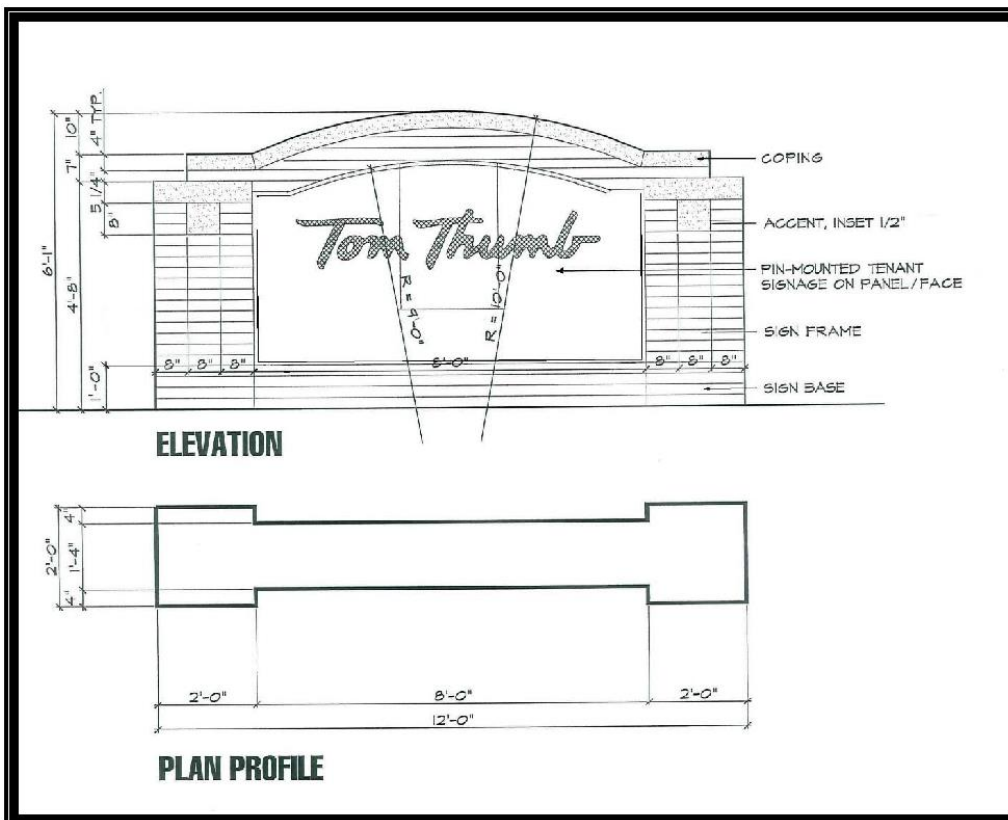 4" TYP.
10"
7"
5 1/4"
8"
6'-1"
4'-8"
1'-0"
COPING
ACCENT, INSET 1/2"
PIN-MOUNTED TENANT
SIGNAGE ON PANEL/FACE
SIGN FRAME
SIGN BASE
Tom Thumb
R = 9'-0"
R = 10'-0"
8" 8" 8" 8'-0" 8" 8" 8"
ELEVATION
2'-0"
4"
1'-4"
4"
2'-0" 8'-0" 2'-0"
12'-0"
PLAN PROFILE